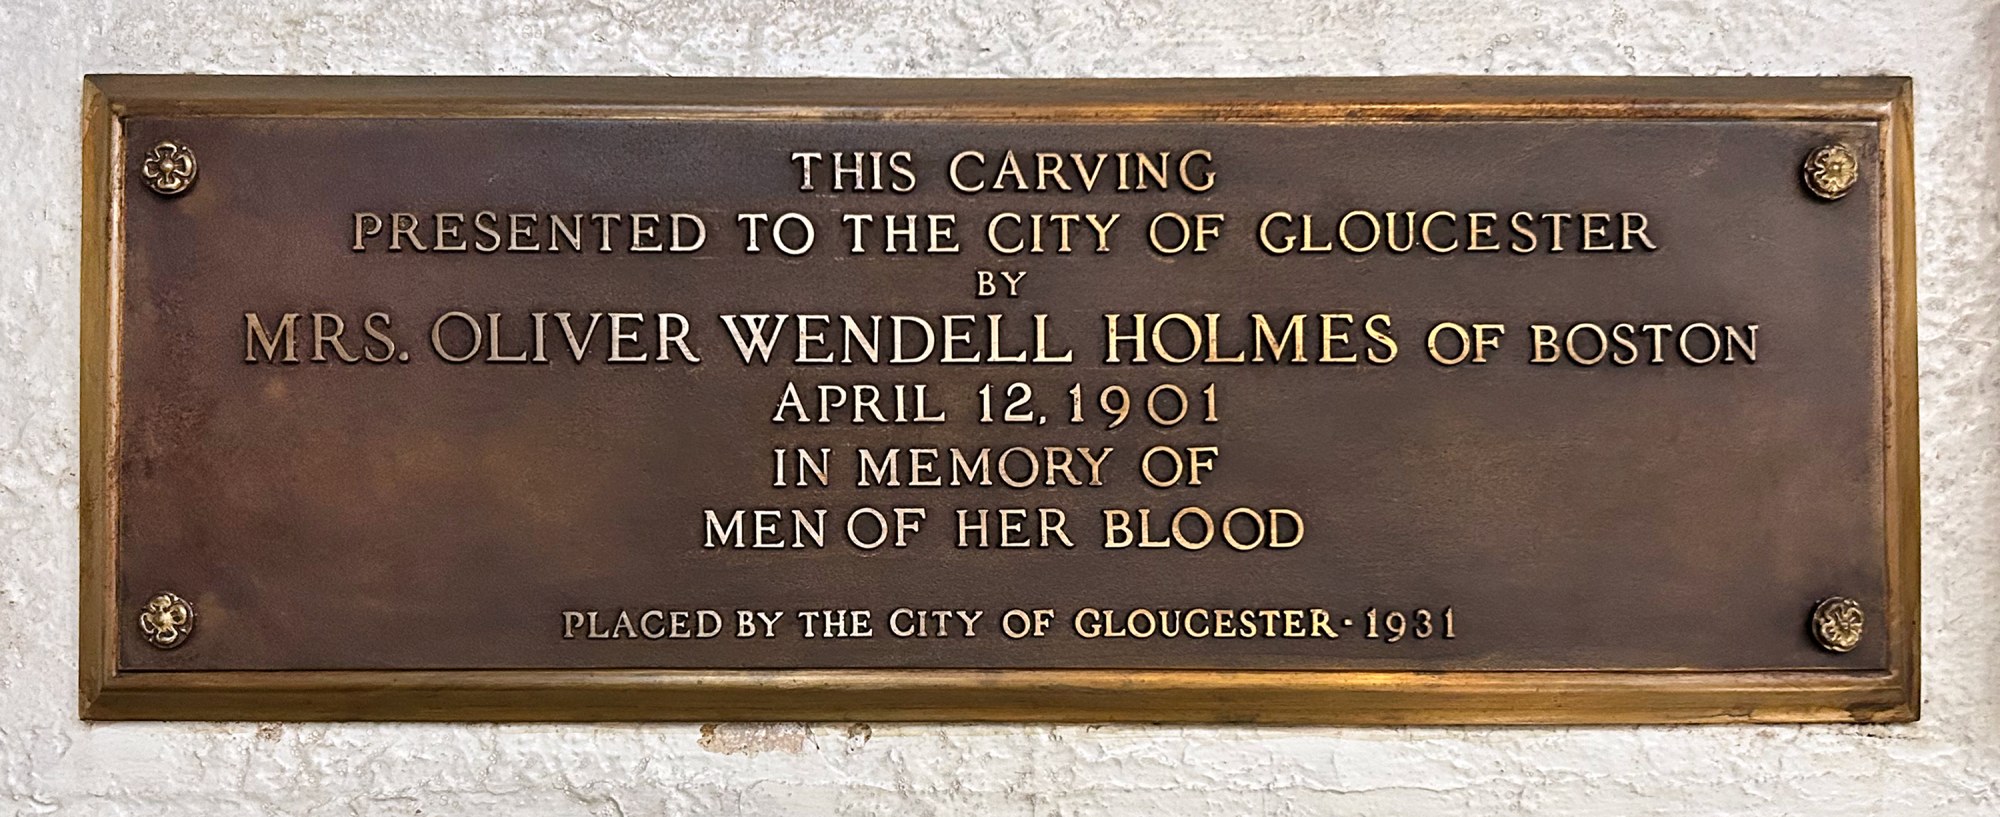 THIS CARVING
PRESENTED TO THE CITY OF GLOUCESTER
BY
MRS. OLIVER WENDELL HOLMES OF BOSTON
APRIL 12, 1901
IN MEMORY OF
MEN OF HER BLOOD
PLACED BY THE CITY OF GLOUCESTER · 1931